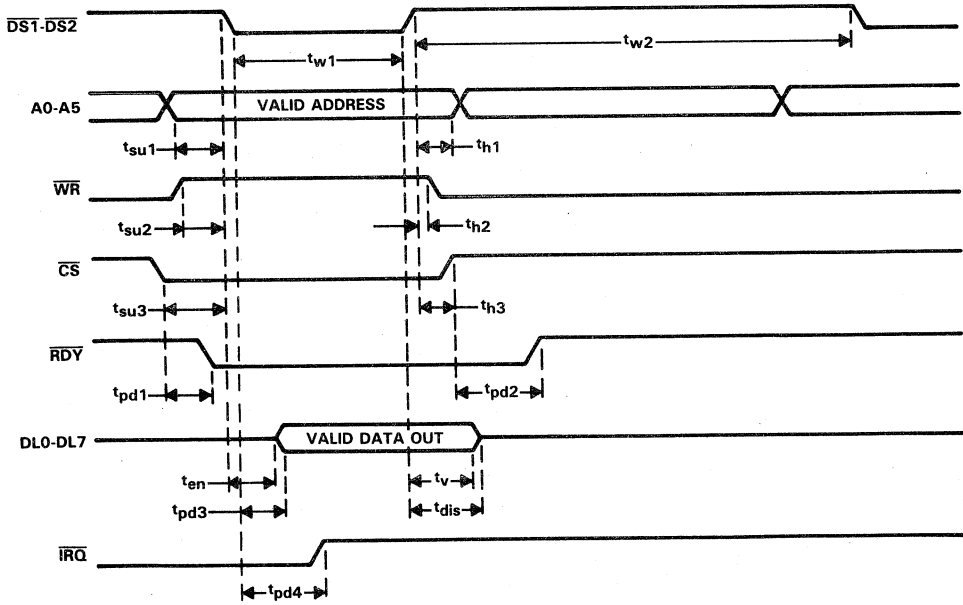 DS1-DS2
tw1
tw2
A0-A5
VALID ADDRESS
tsu1
th1
WR
tsu2
th2
CS
tsu3
th3
RDY
tpd1
tpd2
DL0-DL7
VALID DATA OUT
ten
tv
tpd3
tdis
IRQ
tpd4